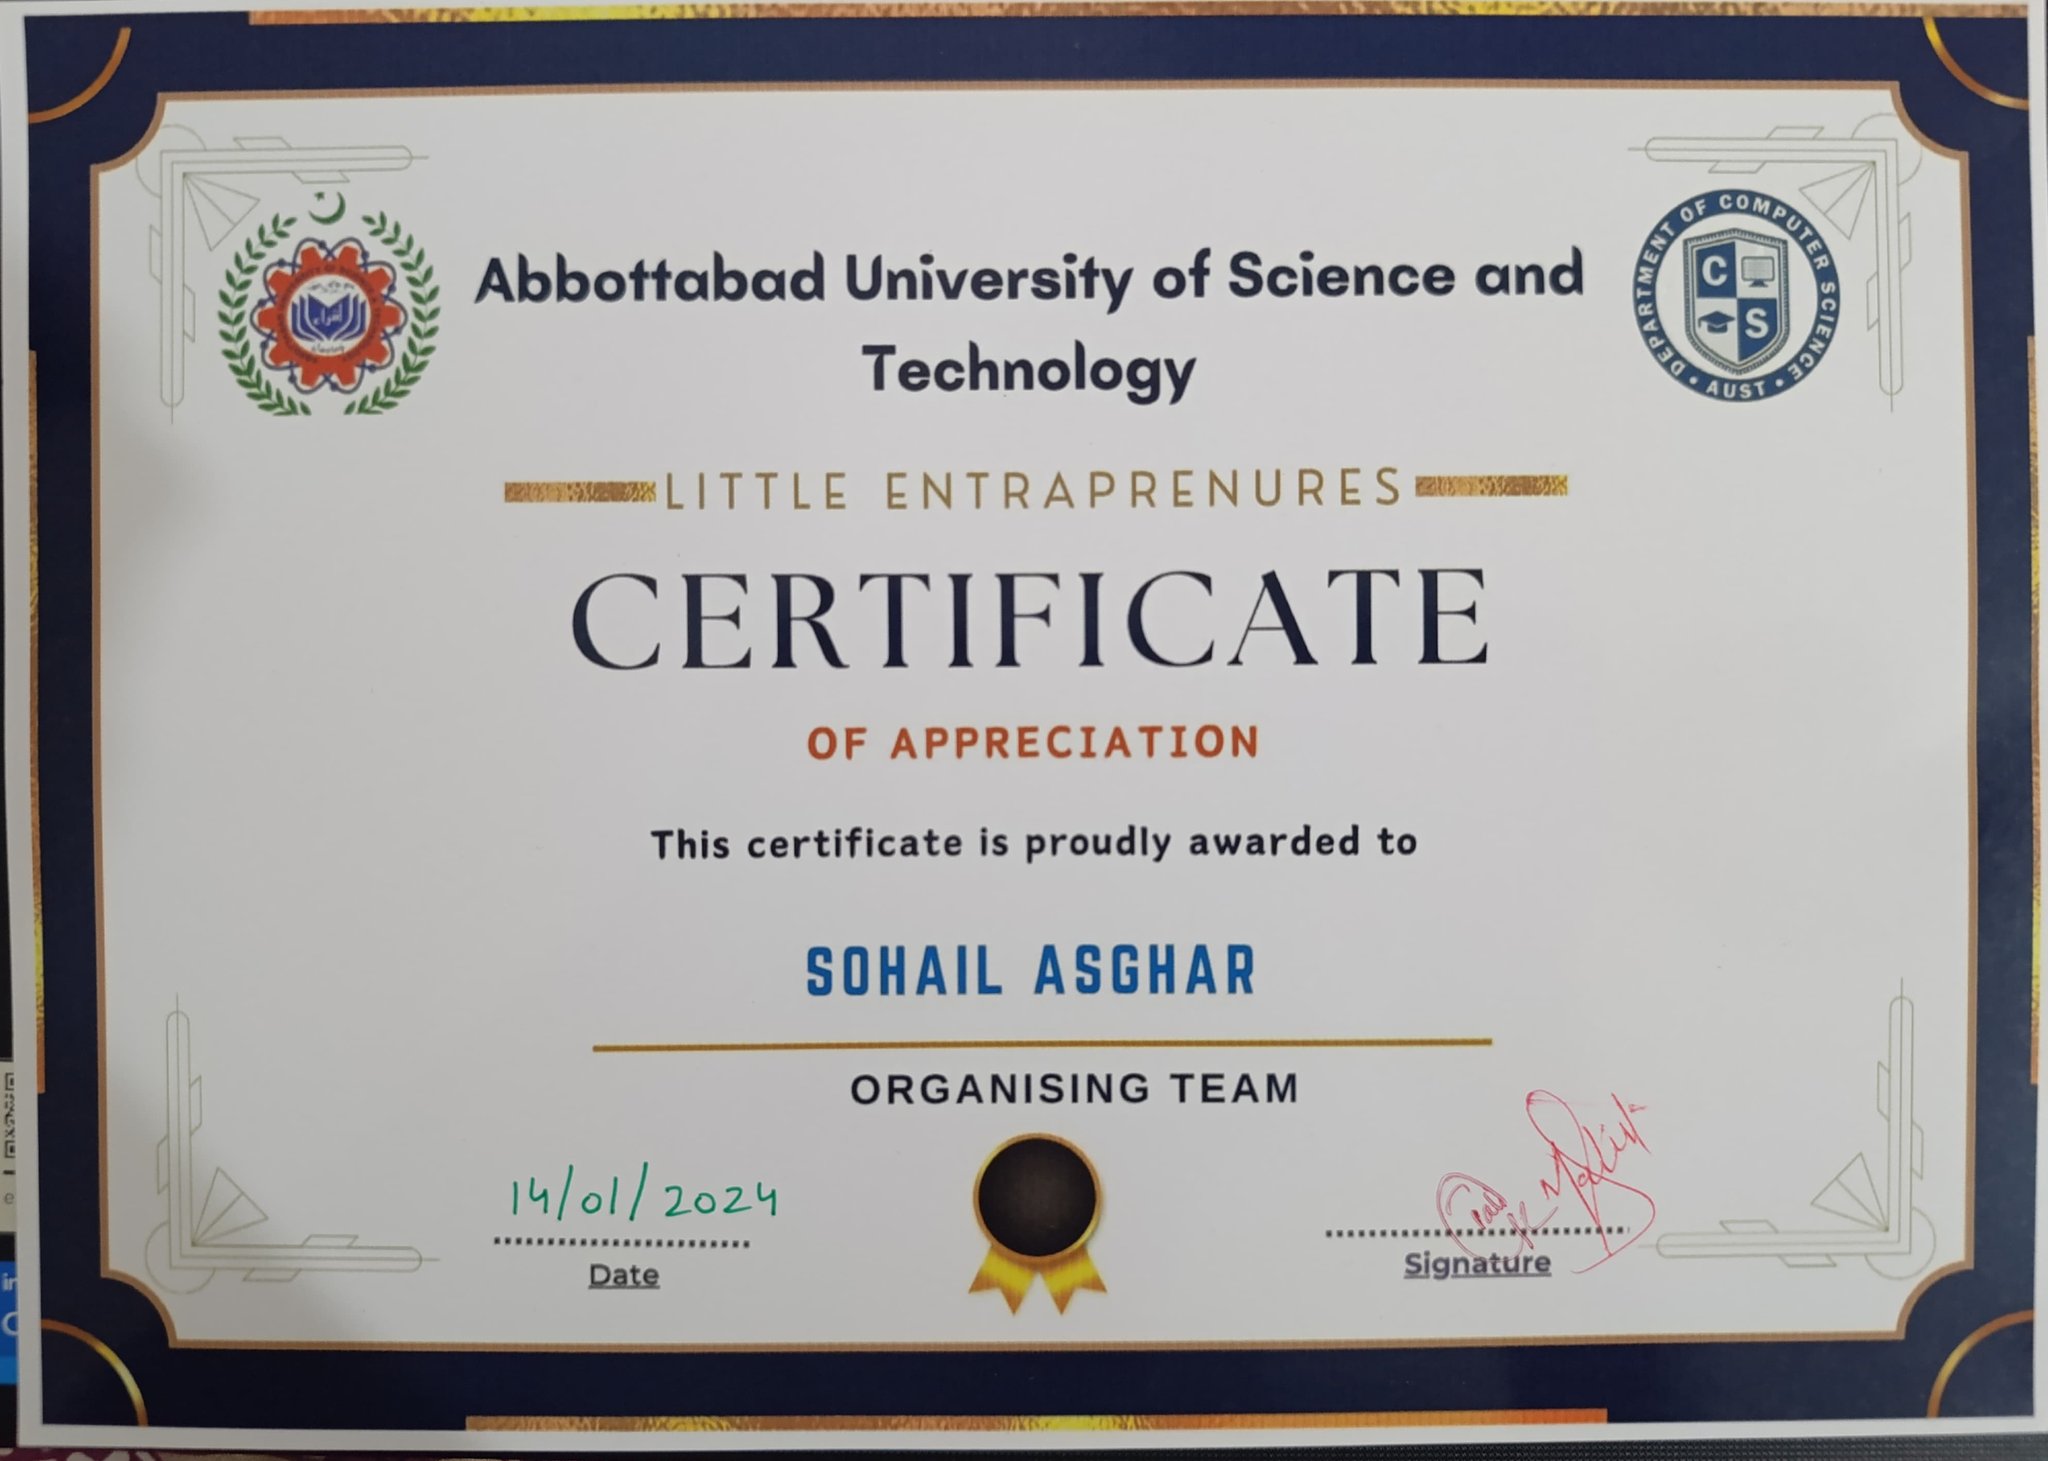 Abbottabad University of Science and
Technology
DEPARTMENT OF COMPUTER SCIENCE
C
S
• AUST •
LITTLE ENTRAPRENURES
CERTIFICATE
OF APPRECIATION
This certificate is proudly awarded to
SOHAIL ASGHAR
ORGANISING TEAM
14/01/2024
Date
Signature